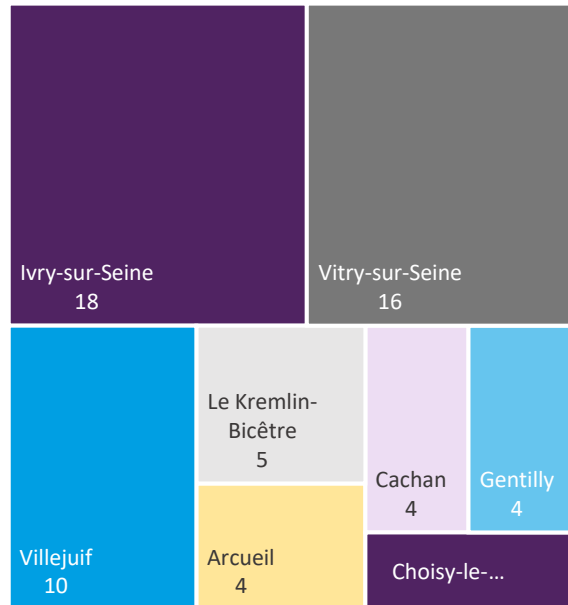 Ivry-sur-Seine
18
Vitry-sur-Seine
16
Villejuif
10
Le Kremlin-
Bicêtre
5
Arcueil
4
Cachan
4
Gentilly
4
Choisy-le-...